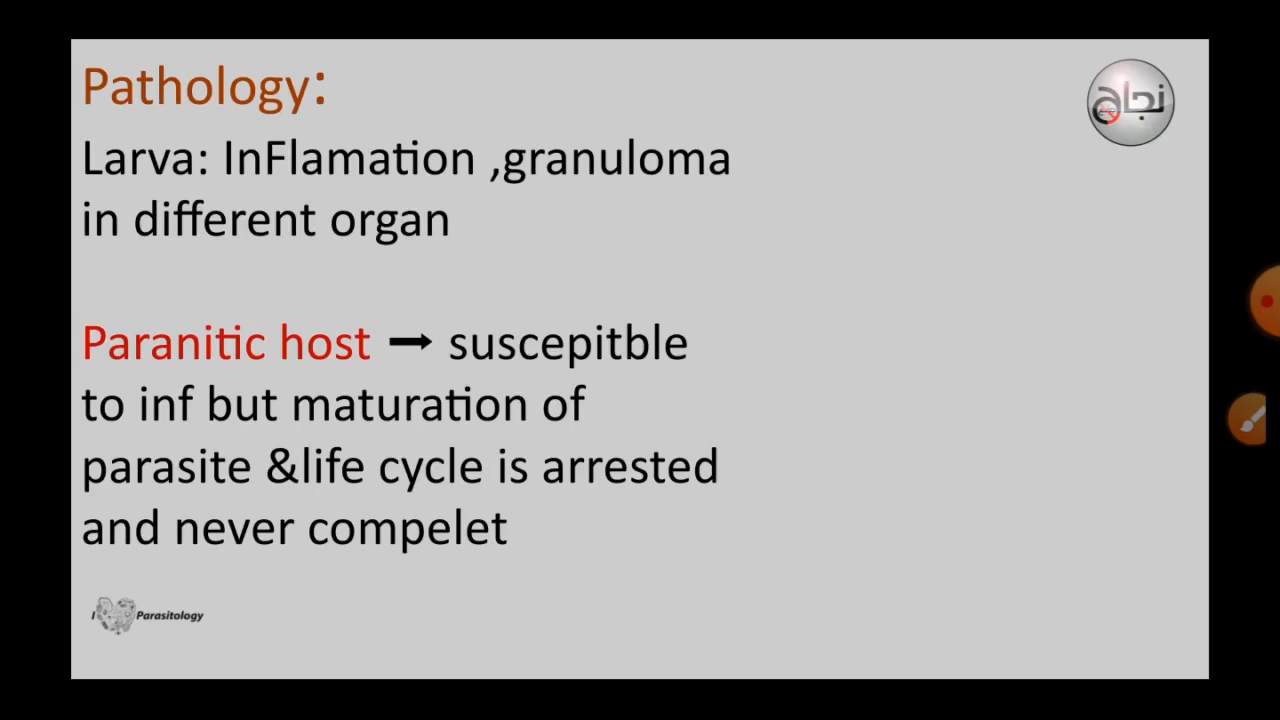 Pathology:
نجاح
Larva: InFlamation ,granuloma
in different organ
Paranitic host → suscepitble
to inf but maturation of
parasite &life cycle is arrested
and never compelet
I Parasitology